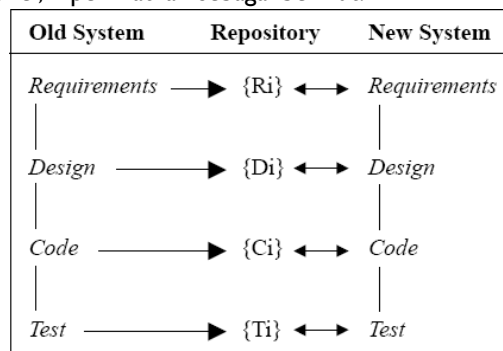 Old System Repository New System
Requirements {Ri} Requirements
Design {Di} Design
Code {Ci} Code
Test {Ti} Test